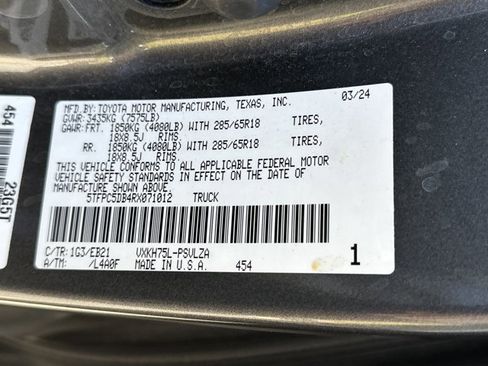 MFD.BY:TOYOTA MOTOR MANUFACTURING, TEXAS, INC. 03/24
GVWR:3435KG (7575LB)
GAWR:FRT. 1850KG (4080LB) WITH 285/65R18 TIRES,
18X8.5J RIMS.
RR. 1850KG (4080LB) WITH 285/65R18 TIRES,
18X8.5J RIMS.
THIS VEHICLE CONFORMS TO ALL APPLICABLE FEDERAL MOTOR
VEHICLE SAFETY STANDARDS IN EFFECT ON THE DATE OF
MANUFACTURE SHOWN ABOVE.
5TFPC5DB4RX071012 TRUCK
C/TR:1G3/EB21 VXKH75L-PSVLZA
A/TM: /L4A0F MADE IN U.S.A. 454 1
454
23G5T